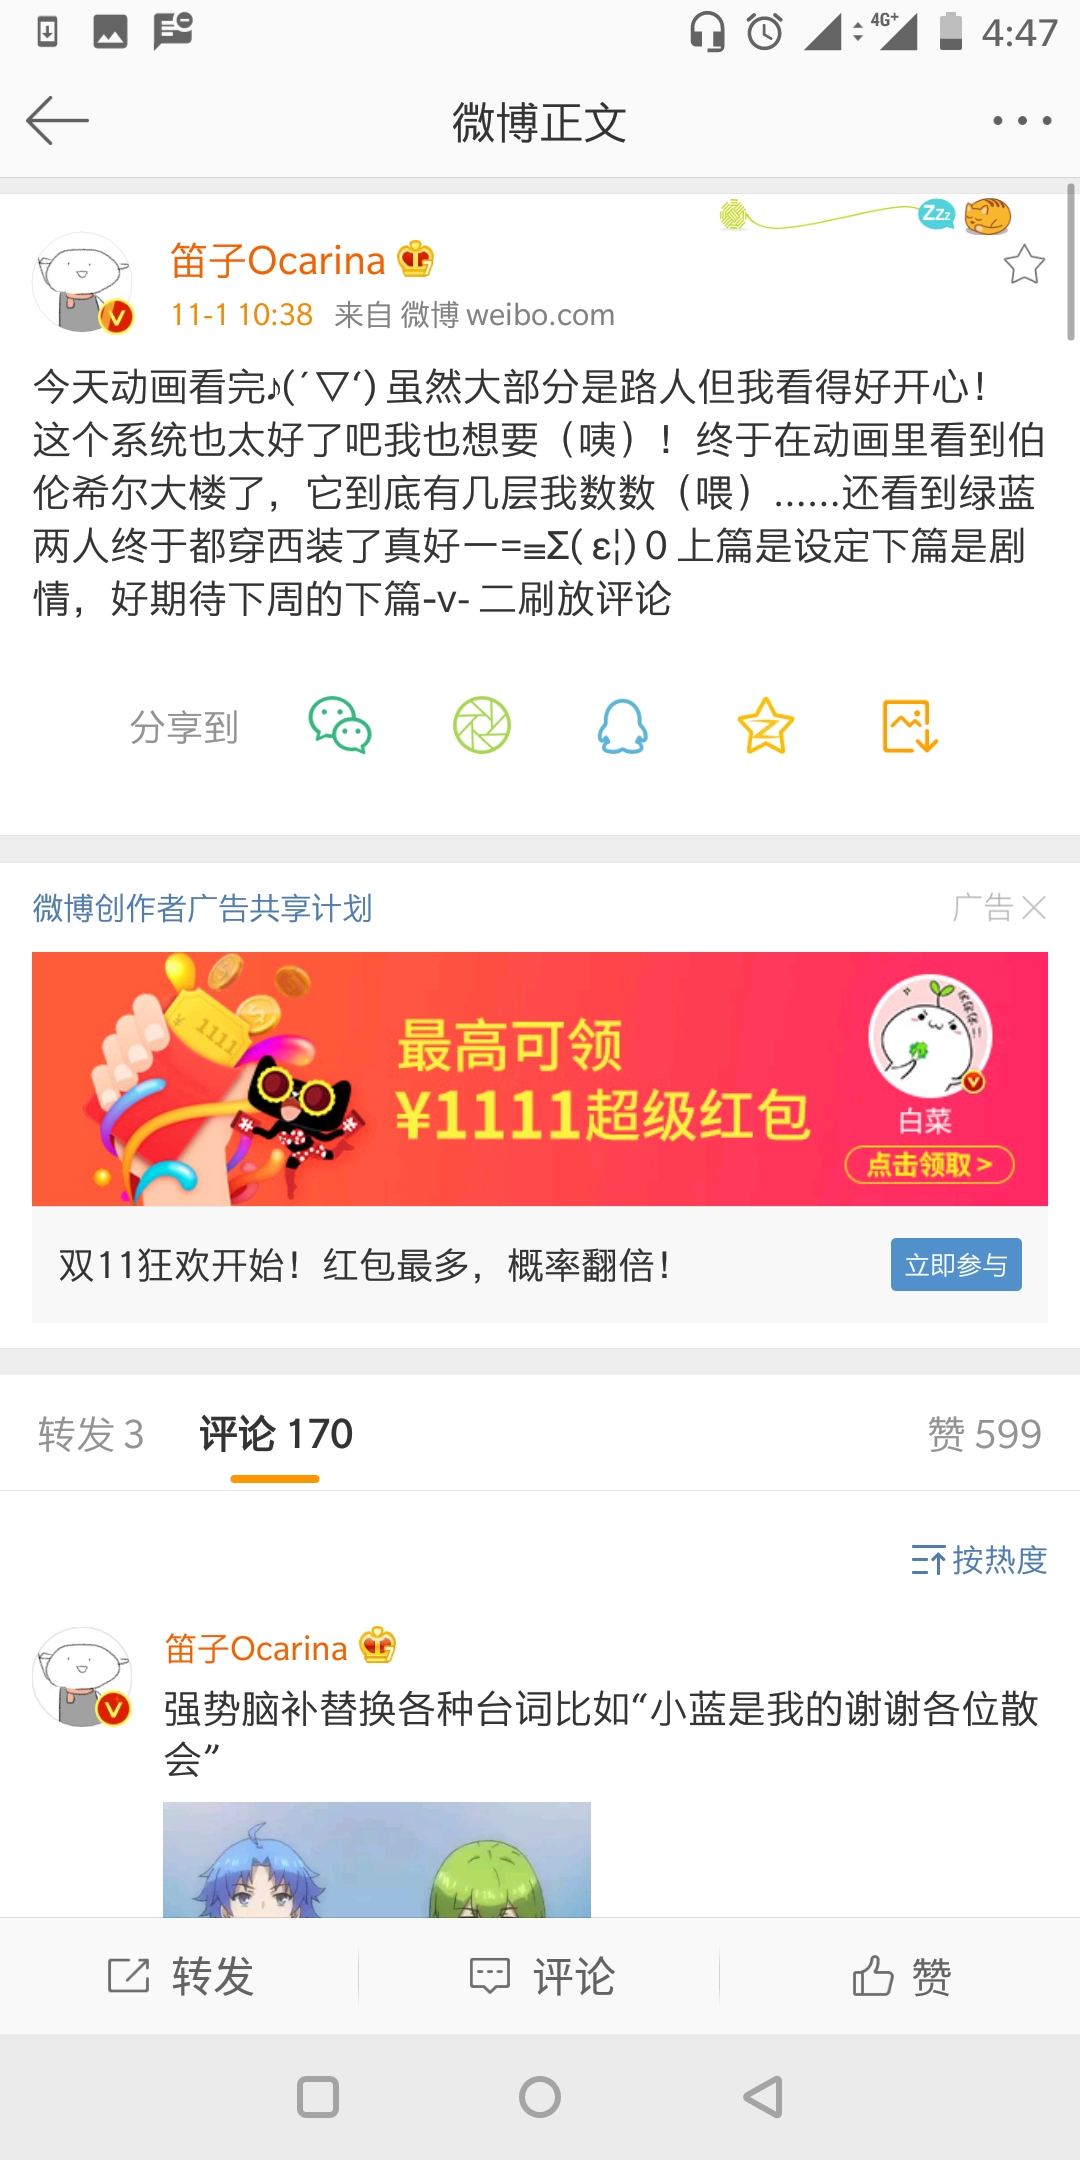 4G+ 4:47
微博正文
Zzz
笛子Ocarina
11-1 10:38 来自 微博 weibo.com
今天动画看完♪(´▽‘) 虽然大部分是路人但我看得好开心！
这个系统也太好了吧我也想要（咦）！终于在动画里看到伯
伦希尔大楼了，它到底有几层我数数（喂）……还看到绿蓝
两人终于都穿西装了真好一=≡Σ( ε¦) 0 上篇是设定下篇是剧
情，好期待下周的下篇-v- 二刷放评论
分享到
微博创作者广告共享计划 广告
¥1111
最高可领
¥1111超级红包
白菜
点击领取 >
双11狂欢开始！红包最多，概率翻倍！ 立即参与
转发 3 评论 170 赞 599
按热度
笛子Ocarina
强势脑补替换各种台词比如“小蓝是我的谢谢各位散
会”
转发 评论 赞